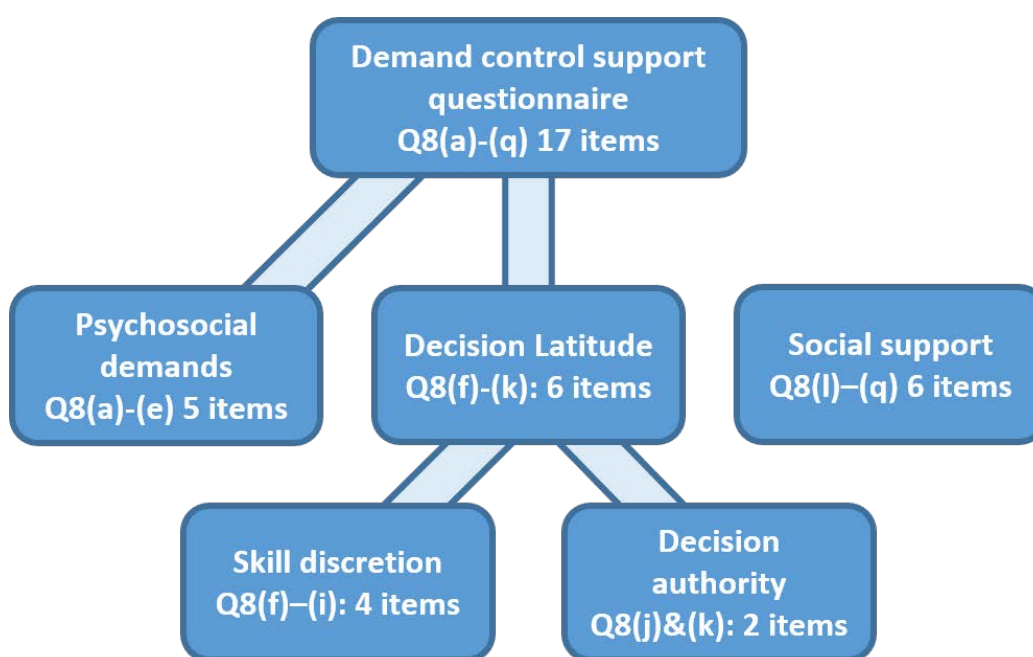 Demand control support
questionnaire
Q8(a)-(q) 17 items
Psychosocial
demands
Q8(a)-(e) 5 items
Decision Latitude
Q8(f)-(k): 6 items
Social support
Q8(l)–(q) 6 items
Skill discretion
Q8(f)–(i): 4 items
Decision
authority
Q8(j)&(k): 2 items